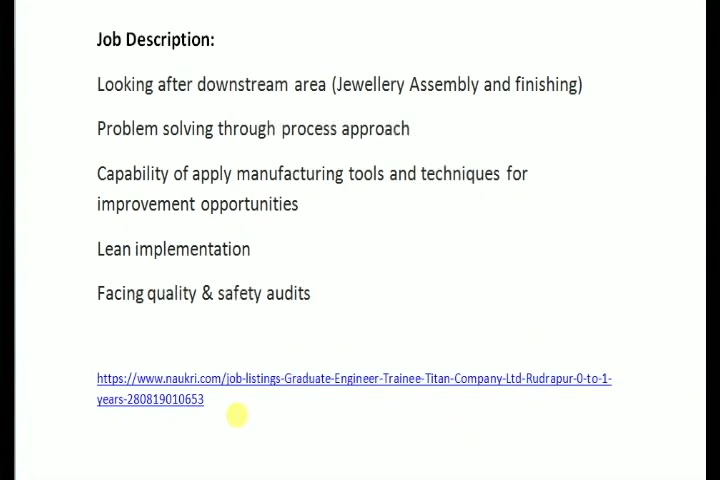 Job Description:
Looking after downstream area (Jewellery Assembly and finishing)
Problem solving through process approach
Capability of apply manufacturing tools and techniques for
improvement opportunities
Lean implementation
Facing quality & safety audits
https://www.naukri.com/job-listings-Graduate-Engineer-Trainee-Titan-Company-Ltd-Rudrapur-0-to-1-
years-280819010653